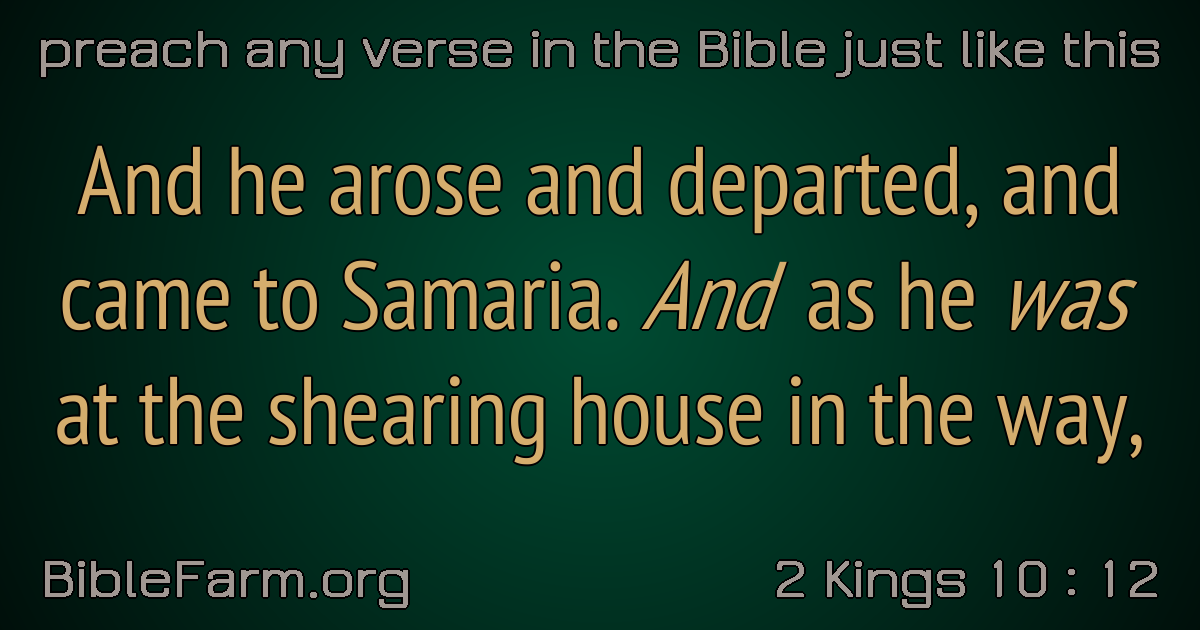 preach any verse in the Bible just like this
And he arose and departed, and
came to Samaria. And as he was
at the shearing house in the way,
BibleFarm.org
2 Kings 10 : 12